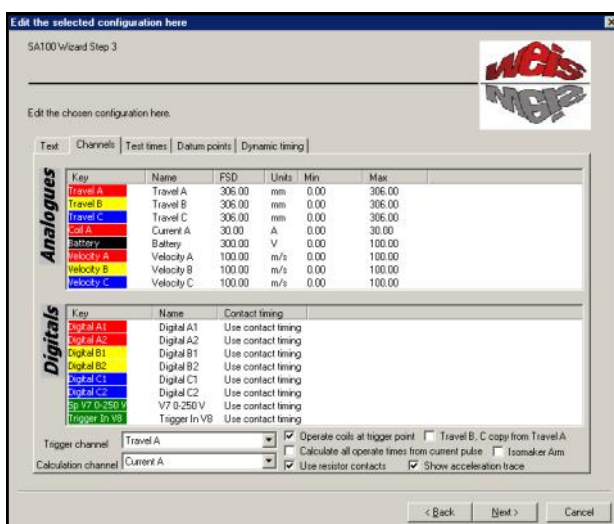 Edit the selected configuration here
SA100 Wizard Step 3
weis
Edit the chosen configuration here.
Text Channels Test times Datum points Dynamic timing
Analogues
Key Name FSD Units Min Max
Travel A Travel A 306.00 mm 0.00 306.00
Travel B Travel B 306.00 mm 0.00 306.00
Travel C Travel C 306.00 mm 0.00 306.00
Coil A Current A 30.00 A 0.00 30.00
Battery Battery 300.00 V 0.00 100.00
Velocity A Velocity A 100.00 m/s 0.00 100.00
Velocity B Velocity B 100.00 m/s 0.00 100.00
Velocity C Velocity C 100.00 m/s 0.00 100.00
Digitals
Key Name Contact timing
Digital A1 Digital A1 Use contact timing
Digital A2 Digital A2 Use contact timing
Digital B1 Digital B1 Use contact timing
Digital B2 Digital B2 Use contact timing
Digital C1 Digital C1 Use contact timing
Digital C2 Digital C2 Use contact timing
Sp V7 0-250 V V7 0-250 V Use contact timing
Trigger In V8 Trigger In V8 Use contact timing
Trigger channel Travel A Operate coils at trigger point Travel B, C copy from Travel A
Calculate all operate times from current pulse Isomaker Arm
Calculation channel Current A Use resistor contacts Show acceleration trace
< Back Next > Cancel